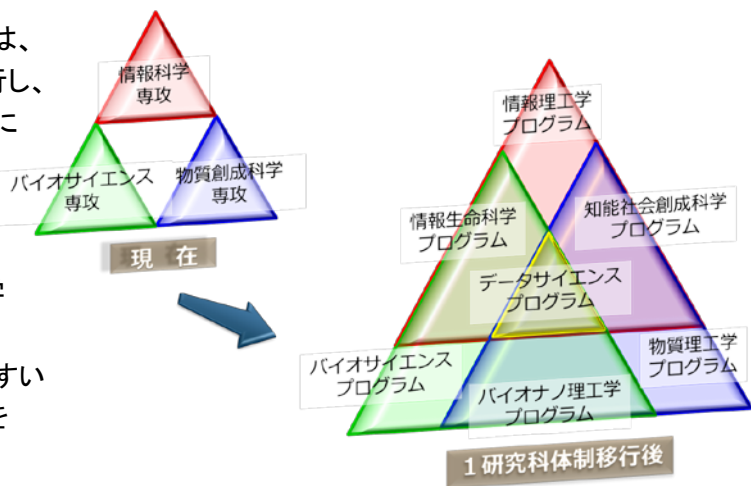 は、
行し、
に
すい
を
情報科学
専攻
バイオサイエンス
専攻
物質創成科学
専攻
現 在
情報理工学
プログラム
情報生命科学
プログラム
知能社会創成科学
プログラム
データサイエンス
プログラム
バイオサイエンス
プログラム
バイオナノ理工学
プログラム
物質理工学
プログラム
1研究科体制移行後